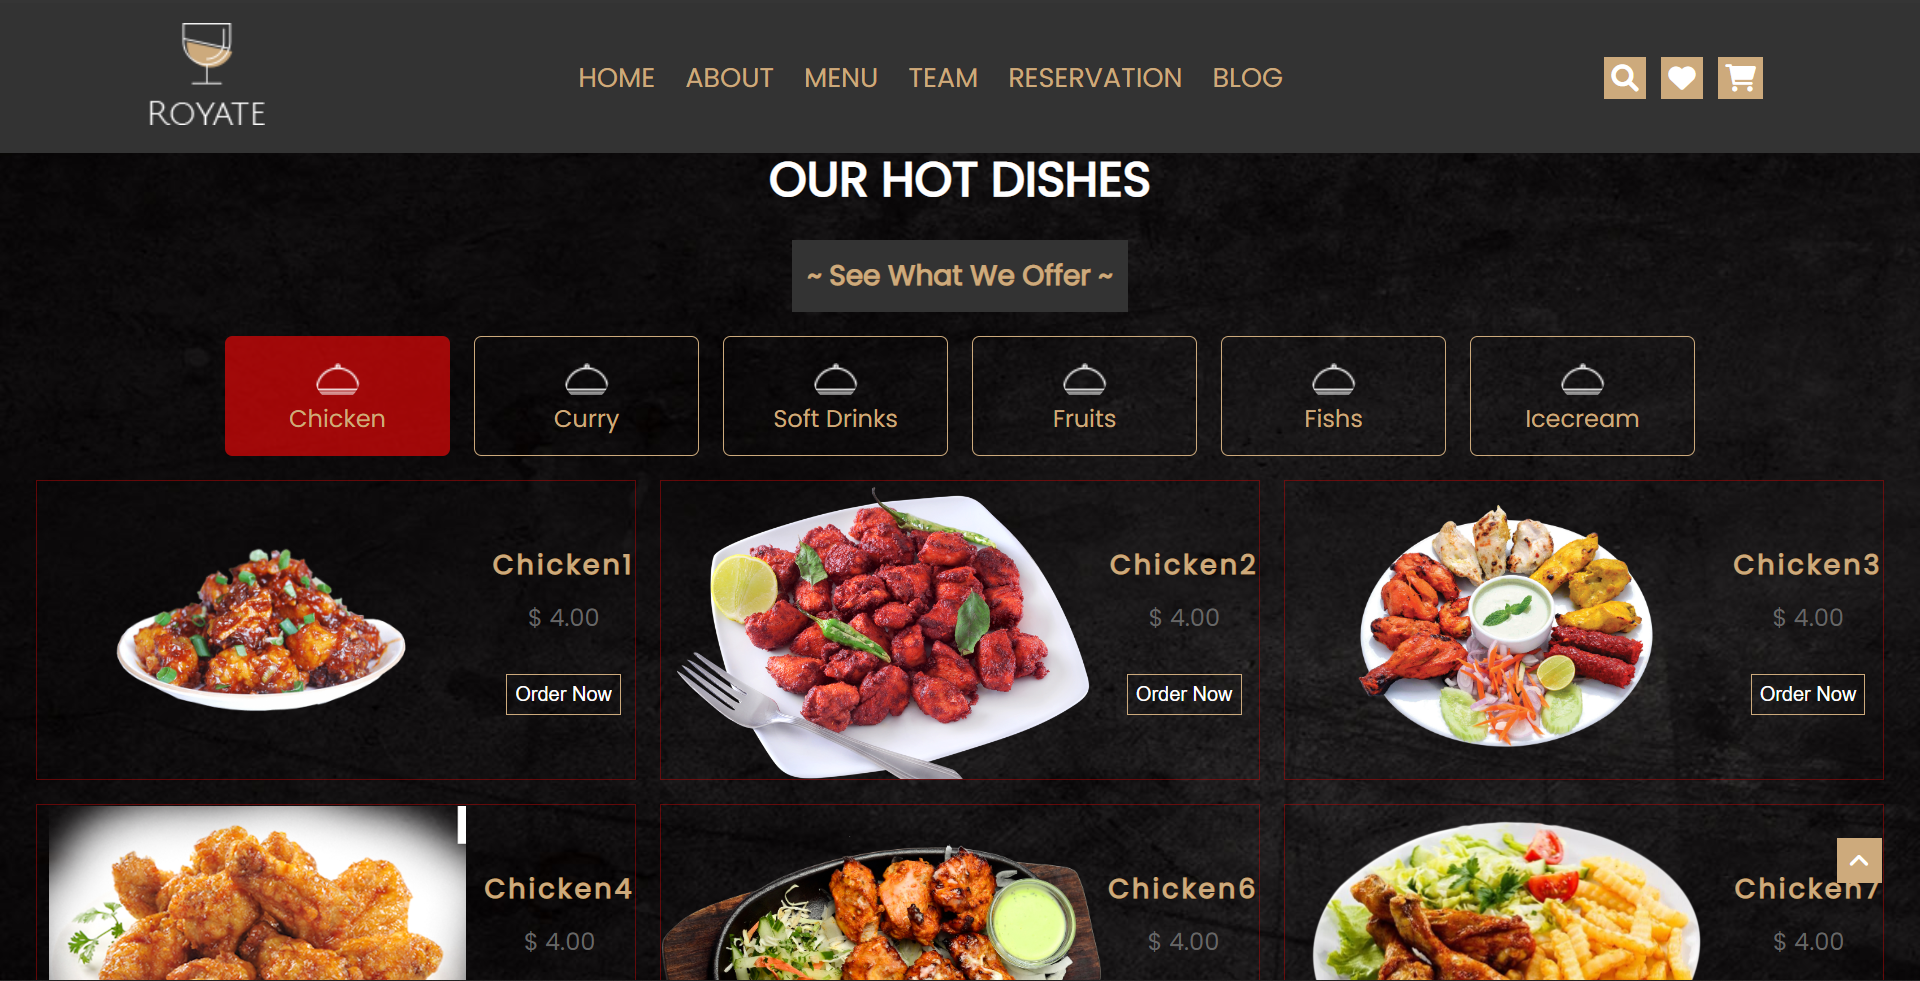 ROYATE
HOME ABOUT MENU TEAM RESERVATION BLOG
OUR HOT DISHES
~ See What We Offer ~
Chicken Curry Soft Drinks Fruits Fishs Icecream
Chicken1
$ 4.00
Order Now
Chicken2
$ 4.00
Order Now
Chicken3
$ 4.00
Order Now
Chicken4
$ 4.00
Chicken6
$ 4.00
Chicken7
$ 4.00